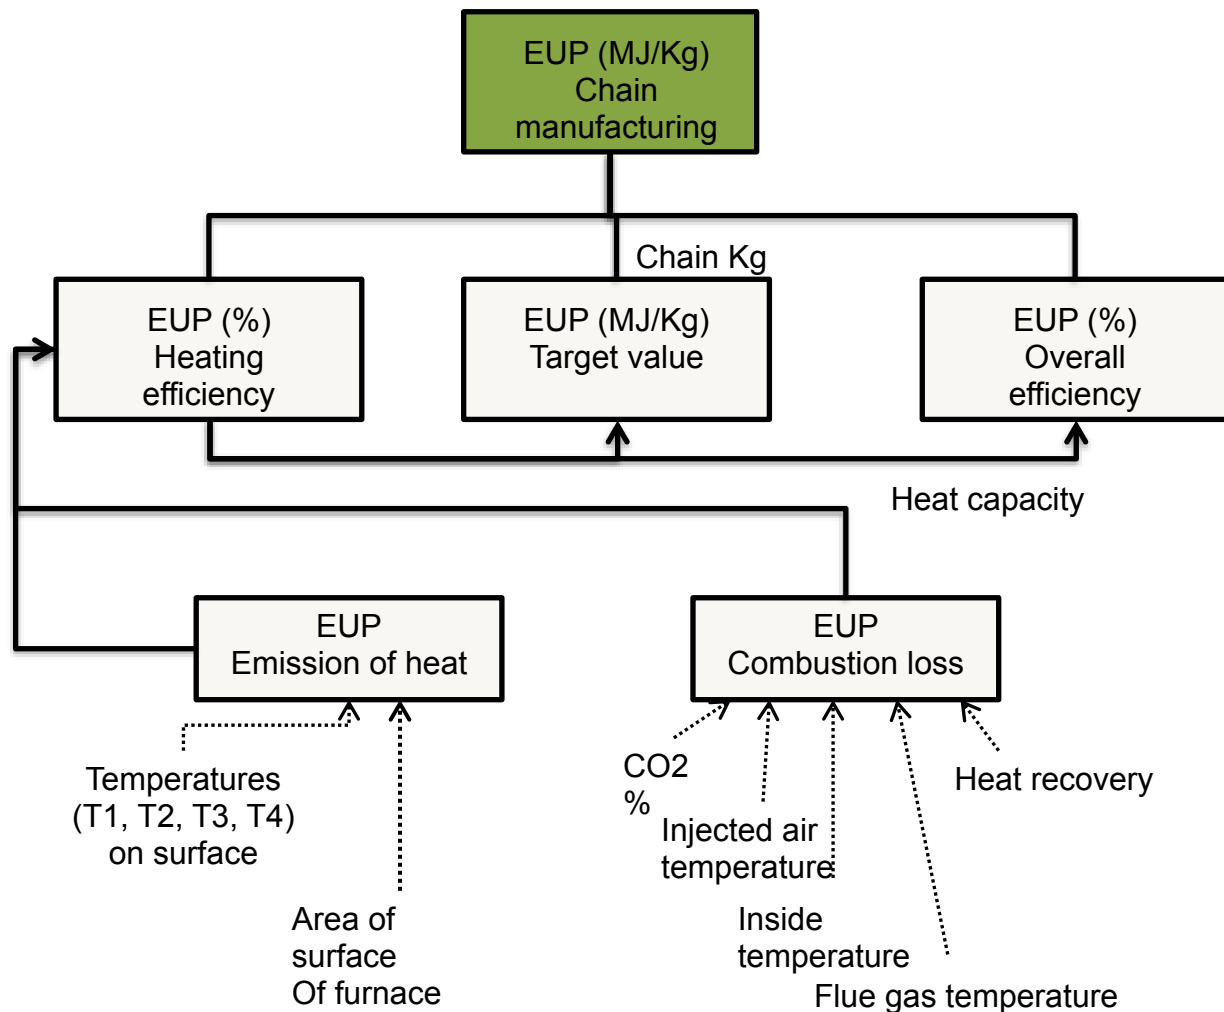 EUP (MJ/Kg)
Chain
manufacturing
Chain Kg
EUP (%)
Heating
efficiency
EUP (MJ/Kg)
Target value
EUP (%)
Overall
efficiency
Heat capacity
EUP
Emission of heat
EUP
Combustion loss
Temperatures
(T1, T2, T3, T4)
on surface
CO2
%
Heat recovery
Injected air
temperature
Area of
surface
Of furnace
Inside
temperature
Flue gas temperature